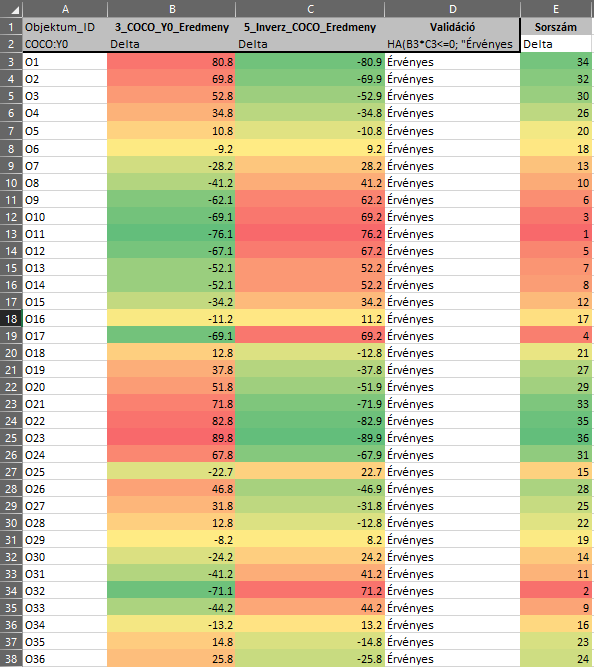 A B C D E
1 Objektum_ID 3_COCO_Y0_Eredmeny 5_Inverz_COCO_Eredmeny Validáció Sorszám
2 COCO:Y0 Delta Delta HA(B3*C3<=0; "Érvényes Delta
3 O1 80.8 -80.9 Érvényes 34
4 O2 69.8 -69.9 Érvényes 32
5 O3 52.8 -52.9 Érvényes 30
6 O4 34.8 -34.8 Érvényes 26
7 O5 10.8 -10.8 Érvényes 20
8 O6 -9.2 9.2 Érvényes 18
9 O7 -28.2 28.2 Érvényes 13
10 O8 -41.2 41.2 Érvényes 10
11 O9 -62.1 62.2 Érvényes 6
12 O10 -69.1 69.2 Érvényes 3
13 O11 -76.1 76.2 Érvényes 1
14 O12 -67.1 67.2 Érvényes 5
15 O13 -52.1 52.2 Érvényes 7
16 O14 -52.1 52.2 Érvényes 8
17 O15 -34.2 34.2 Érvényes 12
18 O16 -11.2 11.2 Érvényes 17
19 O17 -69.1 69.2 Érvényes 4
20 O18 12.8 -12.8 Érvényes 21
21 O19 37.8 -37.8 Érvényes 27
22 O20 51.8 -51.9 Érvényes 29
23 O21 71.8 -71.9 Érvényes 33
24 O22 82.8 -82.9 Érvényes 35
25 O23 89.8 -89.9 Érvényes 36
26 O24 67.8 -67.9 Érvényes 31
27 O25 -22.7 22.7 Érvényes 15
28 O26 46.8 -46.9 Érvényes 28
29 O27 31.8 -31.8 Érvényes 25
30 O28 12.8 -12.8 Érvényes 22
31 O29 -8.2 8.2 Érvényes 19
32 O30 -24.2 24.2 Érvényes 14
33 O31 -41.2 41.2 Érvényes 11
34 O32 -71.1 71.2 Érvényes 2
35 O33 -44.2 44.2 Érvényes 9
36 O34 -13.2 13.2 Érvényes 16
37 O35 14.8 -14.8 Érvényes 23
38 O36 25.8 -25.8 Érvényes 24